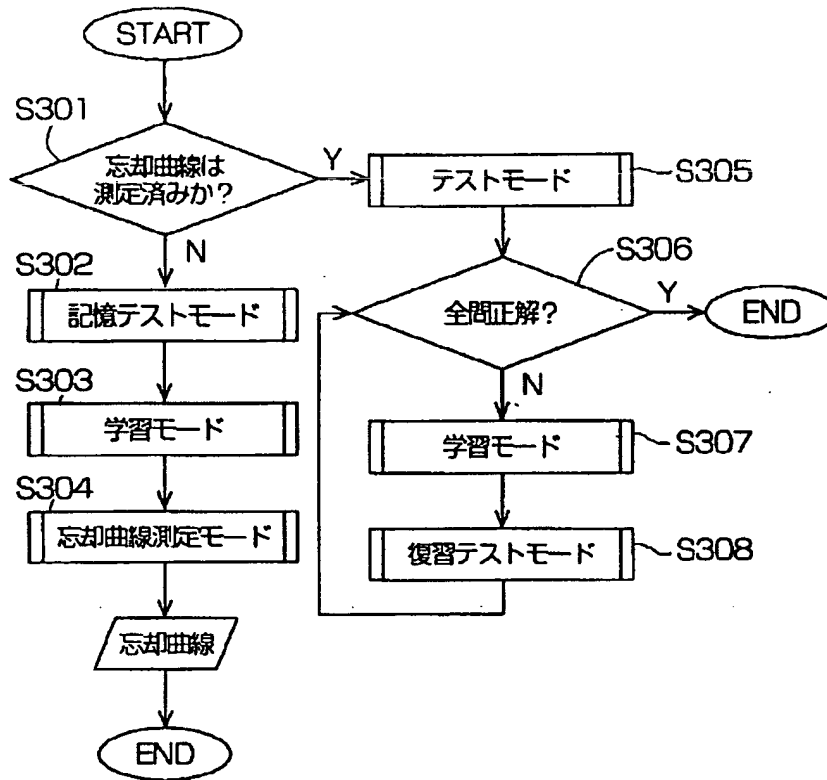 START
S301
忘却曲線は
測定済みか?
Y
N
S302
記憶テストモード
S303
学習モード
S304
忘却曲線測定モード
忘却曲線
END
テストモード
S305
S306
全問正解?
Y
END
N
学習モード
S307
復習テストモード
S308